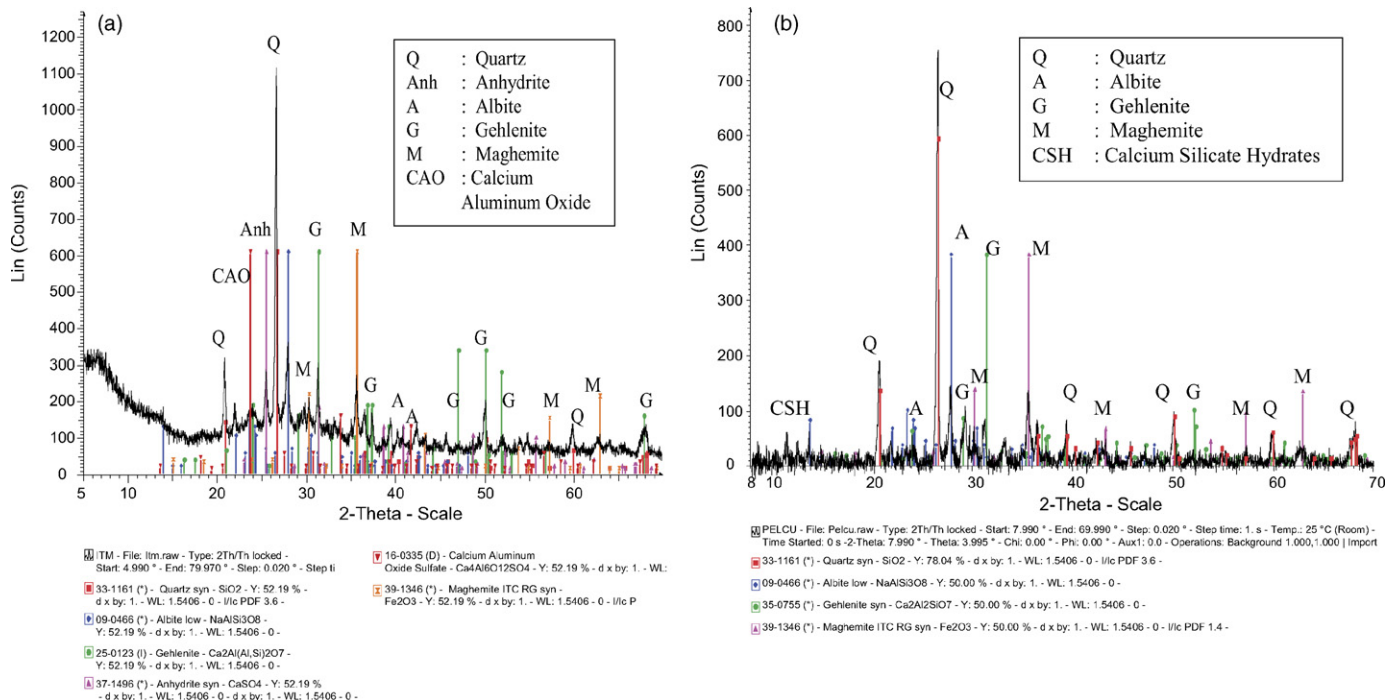 (a)
1200
1100
1000
900
800
700
600
500
400
300
200
100
0
Lin (Counts)
Q : Quartz
Anh : Anhydrite
A : Albite
G : Gehlenite
M : Maghemite
CAO : Calcium
Aluminum Oxide
Q
Anh
G
M
CAO
Q
M
G
A
A
G
G
G
M
Q
M
G
5 10 20 30 40 50 60
2-Theta - Scale
ITM - File: Itm.raw - Type: 2Th/Th locked -
Start: 4.990 ° - End: 79.970 ° - Step: 0.020 ° - Step ti
33-1161 (*) - Quartz syn - SiO2 - Y: 52.19 % -
d x by: 1. - WL: 1.5406 - 0 - I/Ic PDF 3.6 -
09-0466 (*) - Albite low - NaAlSi3O8 -
Y: 52.19 % - d x by: 1. - WL: 1.5406 - 0 -
25-0123 (I) - Gehlenite - Ca2Al(Al,Si)2O7 -
Y: 52.19 % - d x by: 1. - WL: 1.5406 - 0 -
37-1496 (*) - Anhydrite syn - CaSO4 - Y: 52.19 %
- d x by: 1. - WL: 1.5406 - 0 - d x by: 1. - WL: 1.5406 - 0 -
16-0335 (D) - Calcium Aluminum
Oxide Sulfate - Ca4Al6O12SO4 - Y: 52.19 % - d x by: 1. - WL:
39-1346 (*) - Maghemite ITC RG syn -
Fe2O3 - Y: 52.19 % - d x by: 1. - WL: 1.5406 - 0 - I/Ic P
(b)
800
700
600
500
400
300
200
100
0
Lin (Counts)
Q : Quartz
A : Albite
G : Gehlenite
M : Maghemite
CSH : Calcium Silicate Hydrates
Q
A
G
M
Q
CSH
A
G
M
Q
M
Q
G
M
Q
M
Q
8 10 20 30 40 50 60 70
2-Theta - Scale
PELCU - File: Pelcu.raw - Type: 2Th/Th locked - Start: 7.990 ° - End: 69.990 ° - Step: 0.020 ° - Step time: 1. s - Temp.: 25 °C (Room) -
Time Started: 0 s -2-Theta: 7.990 ° - Theta: 3.995 ° - Chi: 0.00 ° - Phi: 0.00 ° - Aux1: 0.0 - Operations: Background 1.000,1.000 | Import
33-1161 (*) - Quartz syn - SiO2 - Y: 78.04 % - d x by: 1. - WL: 1.5406 - 0 - I/Ic PDF 3.6 -
09-0466 (*) - Albite low - NaAlSi3O8 - Y: 50.00 % - d x by: 1. - WL: 1.5406 - 0 -
35-0755 (*) - Gehlenite syn - Ca2Al2SiO7 - Y: 50.00 % - d x by: 1. - WL: 1.5406 - 0 -
39-1346 (*) - Maghemite ITC RG syn - Fe2O3 - Y: 50.00 % - d x by: 1. - WL: 1.5406 - 0 - I/Ic PDF 1.4 -